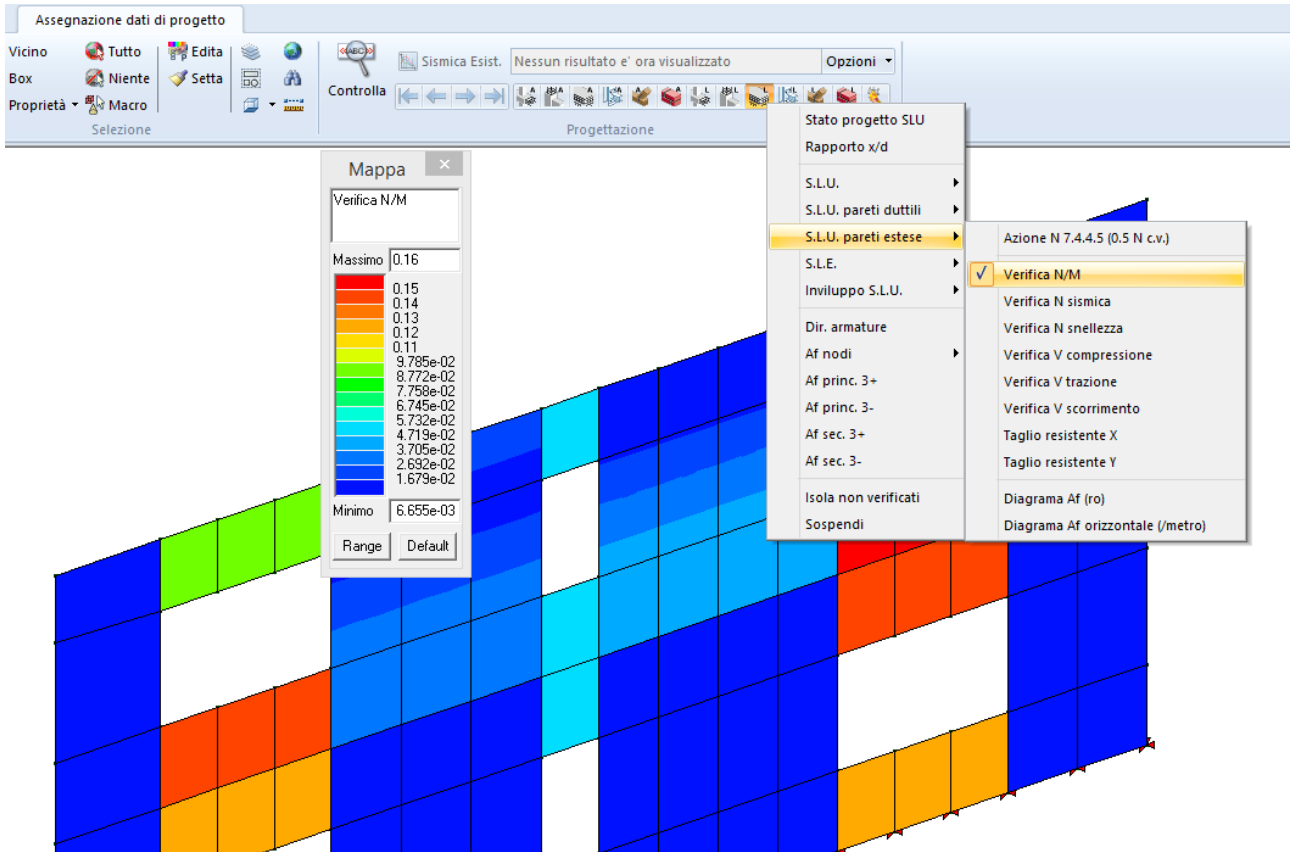 Assegnazione dati di progetto
Vicino
Tutto
Edita
Box
Niente
Setta
Proprietà
Macro
Selezione
«ABC»
Controlla
Sismica Esist.
Nessun risultato e' ora visualizzato
Opzioni
Progettazione
Stato progetto SLU
Rapporto x/d
S.L.U.
S.L.U. pareti duttili
S.L.U. pareti estese
S.L.E.
Inviluppo S.L.U.
Dir. armature
Af nodi
Af princ. 3+
Af princ. 3-
Af sec. 3+
Af sec. 3-
Isola non verificati
Sospendi
Azione N 7.4.4.5 (0.5 N c.v.)
Verifica N/M
Verifica N sismica
Verifica N snellezza
Verifica V compressione
Verifica V trazione
Verifica V scorrimento
Taglio resistente X
Taglio resistente Y
Diagrama Af (ro)
Diagrama Af orizzontale (/metro)
Mappa
Verifica N/M
Massimo 0.16
0.15
0.14
0.13
0.12
0.11
9.785e-02
8.772e-02
7.758e-02
6.745e-02
5.732e-02
4.719e-02
3.705e-02
2.692e-02
1.679e-02
Minimo 6.655e-03
Range
Default